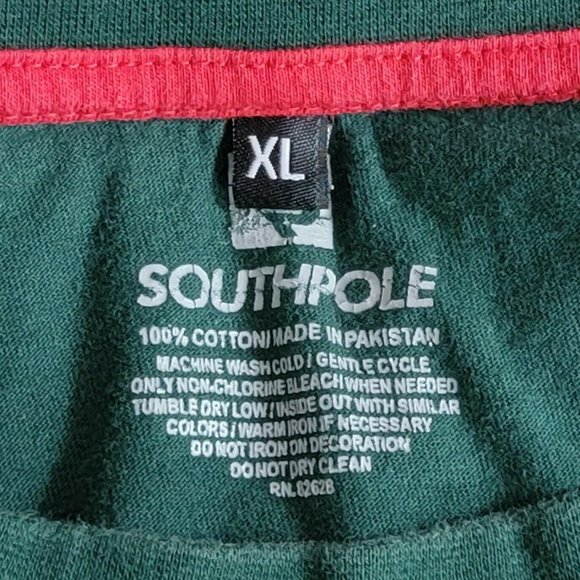 XL
SOUTHPOLE
100% COTTON/MADE IN PAKISTAN
MACHINE WASH COLD / GENTLE CYCLE
ONLY NON-CHLORINE BLEACH WHEN NEEDED
TUMBLE DRY LOW / INSIDE OUT WITH SIMILAR
COLORS / WARM IRON IF NECESSARY
DO NOT IRON ON DECORATION
DO NOT DRY CLEAN
RN. 82628